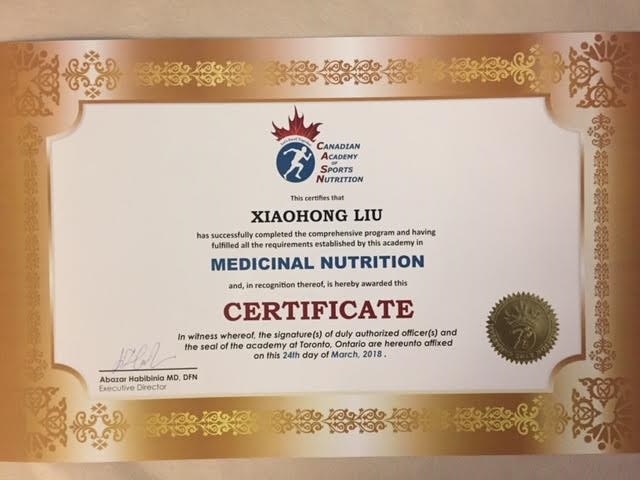 CANADIAN
ACADEMY
OF
SPORTS
NUTRITION
This certifies that
XIAOHONG LIU
has successfully completed the comprehensive program and having
fulfilled all the requirements established by this academy in
MEDICINAL NUTRITION
and, in recognition thereof, is hereby awarded this
CERTIFICATE
In witness whereof, the signature(s) of duly authorized officer(s) and
the seal of the academy at Toronto, Ontario are hereunto affixed
on this 24th day of March, 2018 .
Abazar Habibinia MD, DFN
Executive Director